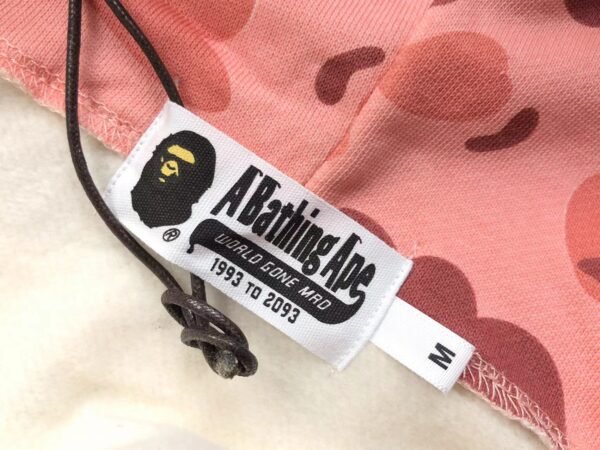 A Bathing Ape
®
WORLD GONE MAD
1993 TO 2093
M